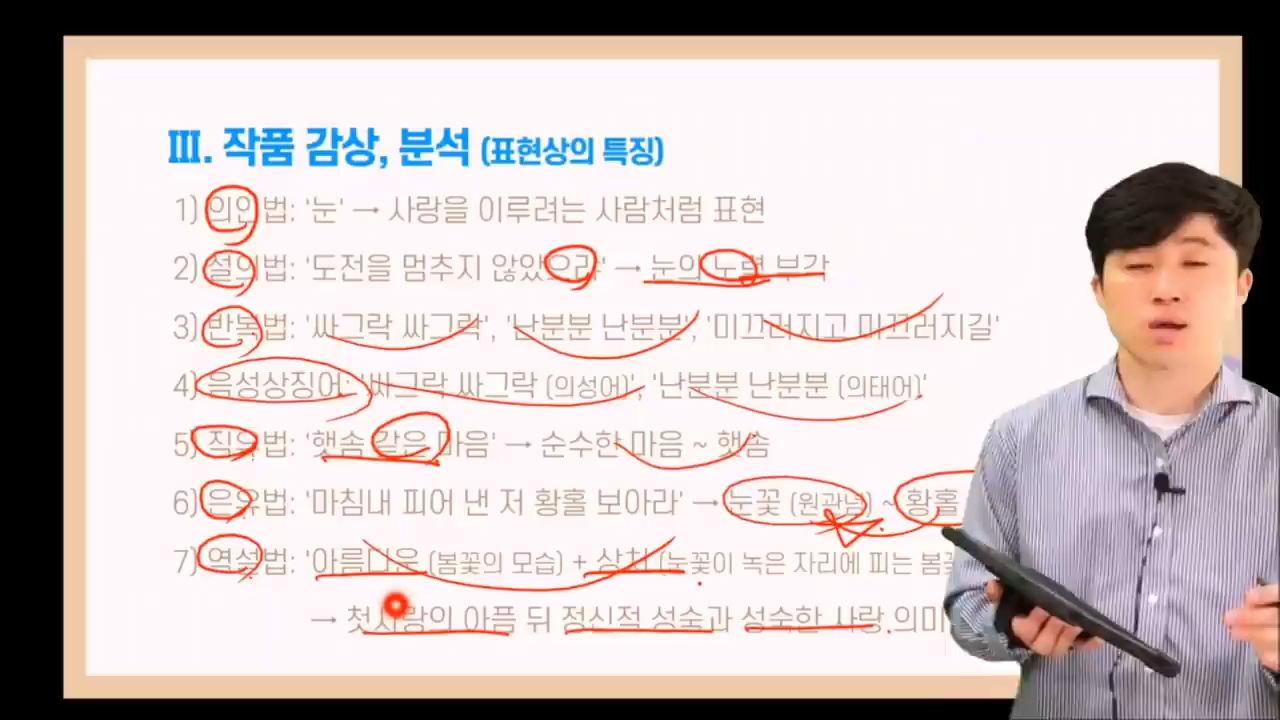 Ⅲ. 작품 감상, 분석 (표현상의 특징)
1) 의인법: '눈' → 사랑을 이루려는 사람처럼 표현
2) 설의법: '도전을 멈추지 않았으랴' → 눈의 노력 부각
3) 반복법: '싸그락 싸그락', '난분분 난분분', '미끄러지고 미끄러지길'
4) 음성상징어: '싸그락 싸그락 (의성어)', '난분분 난분분 (의태어)'
5) 직유법: '햇솜 같은 마음' → 순수한 마음 ~ 햇솜
6) 은유법: '마침내 피어 낸 저 황홀 보아라' → 눈꽃 (원관념) ~ 황홀
7) 역설법: '아름다운 (봄꽃의 모습) + 상처 (눈꽃이 녹은 자리에 피는 봄꽃
→ 첫사랑의 아픔 뒤 정신적 성숙과 성숙한 사랑 의미